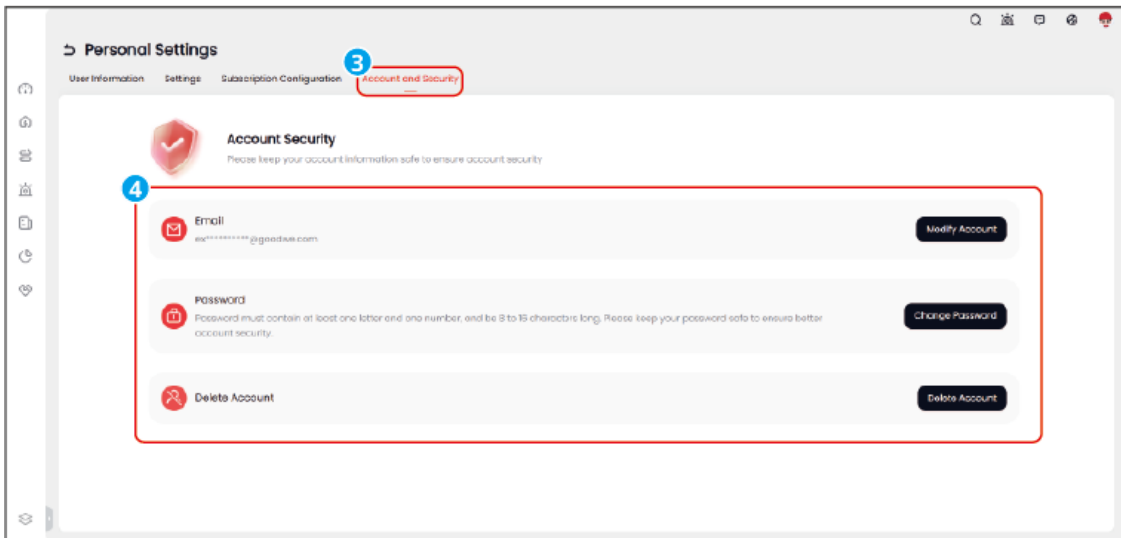 Personal Settings
3
User Information Settings Subscription Configuration Account and Security
Account Security
Please keep your account information safe to ensure account security
4
Email
ex**********@goodwe.com
Modify Account
Password
Password must contain at least one letter and one number, and be 8 to 16 characters long. Please keep your password safe to ensure better
account security.
Change Password
Delete Account
Delete Account